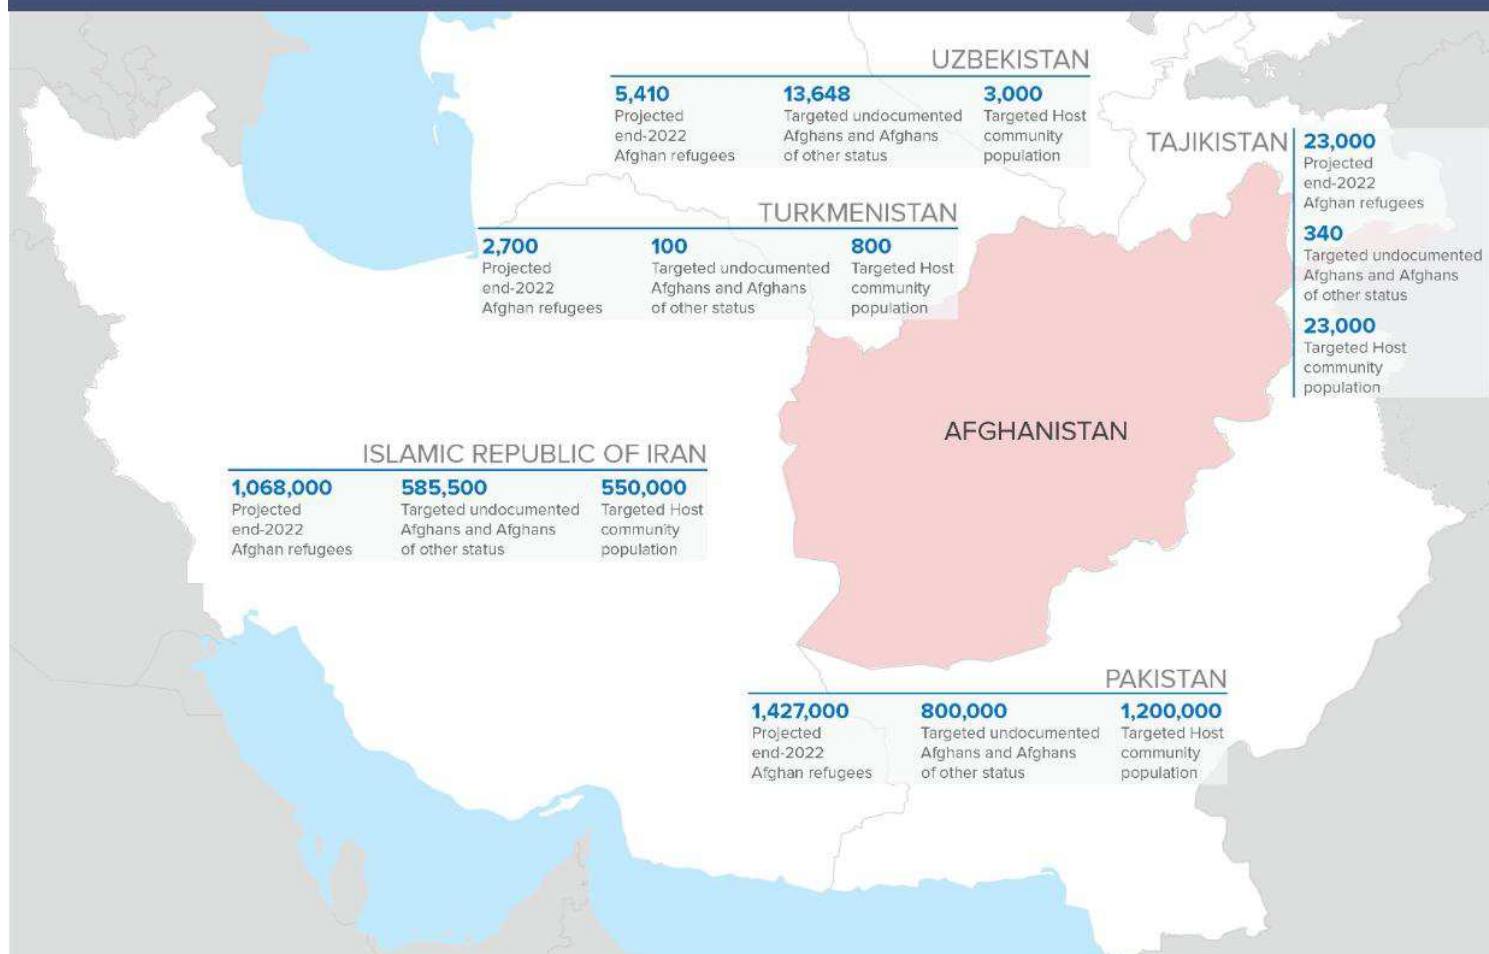 UZBEKISTAN
5,410
Projected
end-2022
Afghan refugees
13,648
Targeted undocumented
Afghans and Afghans
of other status
3,000
Targeted Host
community
population
TAJIKISTAN
23,000
Projected
end-2022
Afghan refugees
340
Targeted undocumented
Afghans and Afghans
of other status
23,000
Targeted Host
community
population
TURKMENISTAN
2,700
Projected
end-2022
Afghan refugees
100
Targeted undocumented
Afghans and Afghans
of other status
800
Targeted Host
community
population
AFGHANISTAN
ISLAMIC REPUBLIC OF IRAN
1,068,000
Projected
end-2022
Afghan refugees
585,500
Targeted undocumented
Afghans and Afghans
of other status
550,000
Targeted Host
community
population
PAKISTAN
1,427,000
Projected
end-2022
Afghan refugees
800,000
Targeted undocumented
Afghans and Afghans
of other status
1,200,000
Targeted Host
community
population